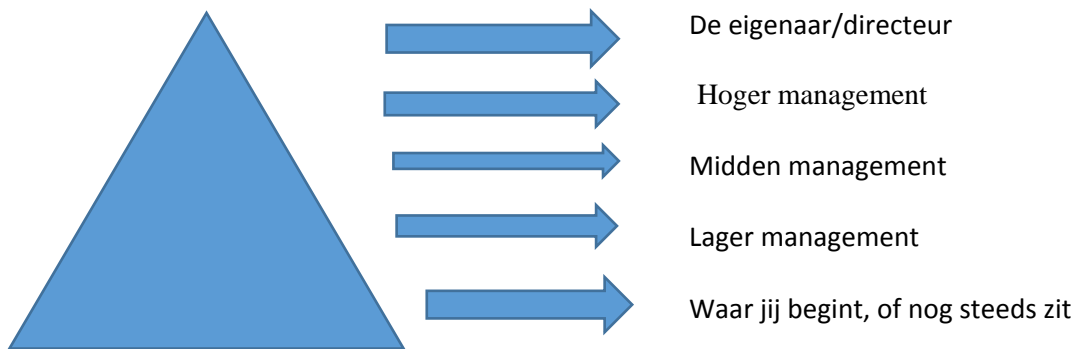 De eigenaar/directeur
Hoger management
Midden management
Lager management
Waar jij begint, of nog steeds zit